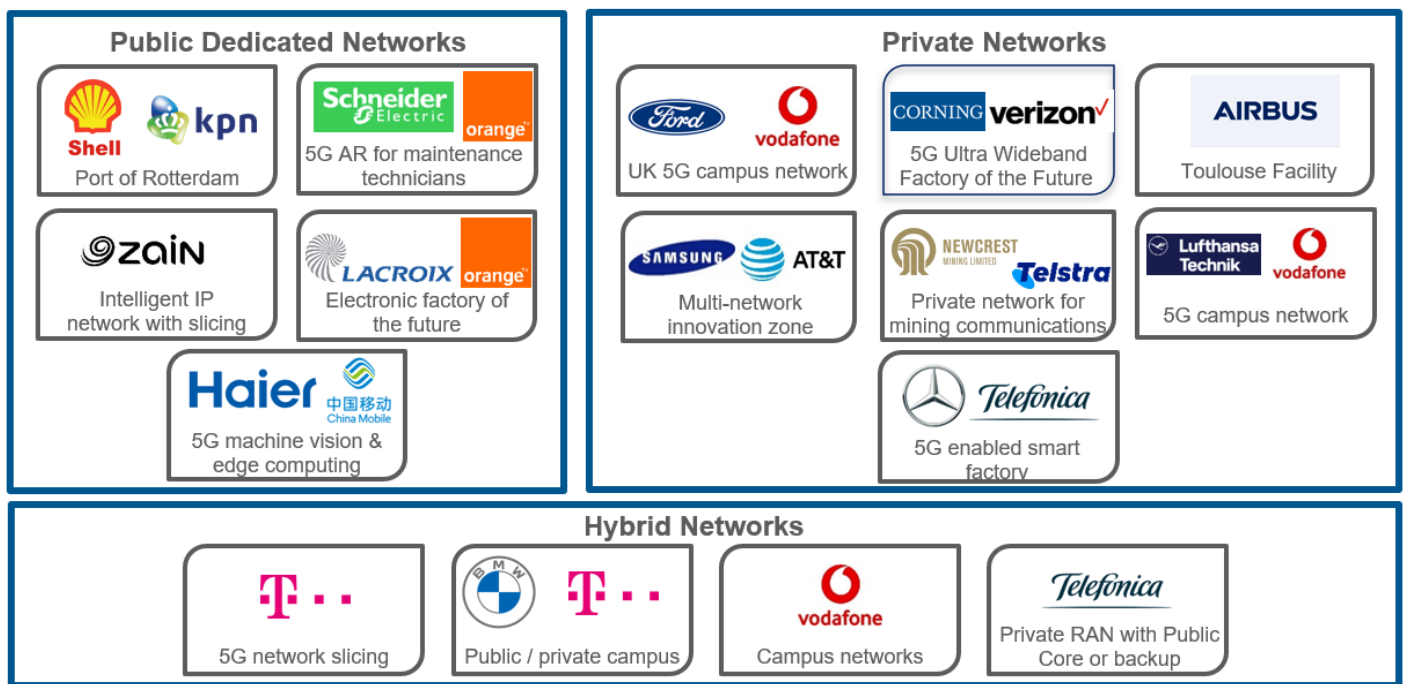 Public Dedicated Networks
Shell
kpn
Port of Rotterdam
Schneider
Electric
orange™
5G AR for maintenance
technicians
zain
Intelligent IP
network with slicing
LACROIX
orange™
Electronic factory of
the future
Haier
中国移动
China Mobile
5G machine vision &
edge computing
Private Networks
Ford
vodafone
UK 5G campus network
CORNING
verizon✓
5G Ultra Wideband
Factory of the Future
AIRBUS
Toulouse Facility
SAMSUNG
AT&T
Multi-network
innovation zone
NEWCREST
MINING LIMITED
Telstra
Private network for
mining communications
Lufthansa
Technik
vodafone
5G campus network
Telefónica
5G enabled smart
factory
Hybrid Networks
T
5G network slicing
BMW
T
Public / private campus
vodafone
Campus networks
Telefónica
Private RAN with Public
Core or backup